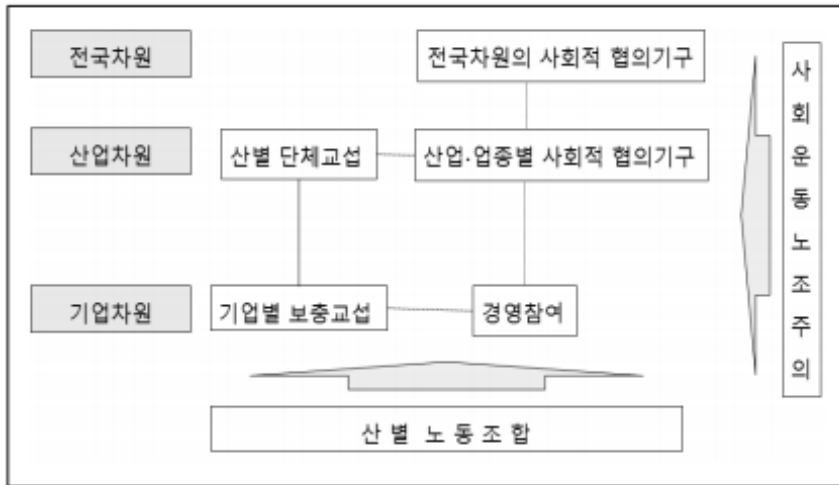 전국차원
전국차원의 사회적 협의기구
산업차원
산별 단체교섭
산업·업종별 사회적 협의기구
기업차원
기업별 보충교섭
경영참여
산 별 노 동 조 합
사
회
운
동
노
조
주
의